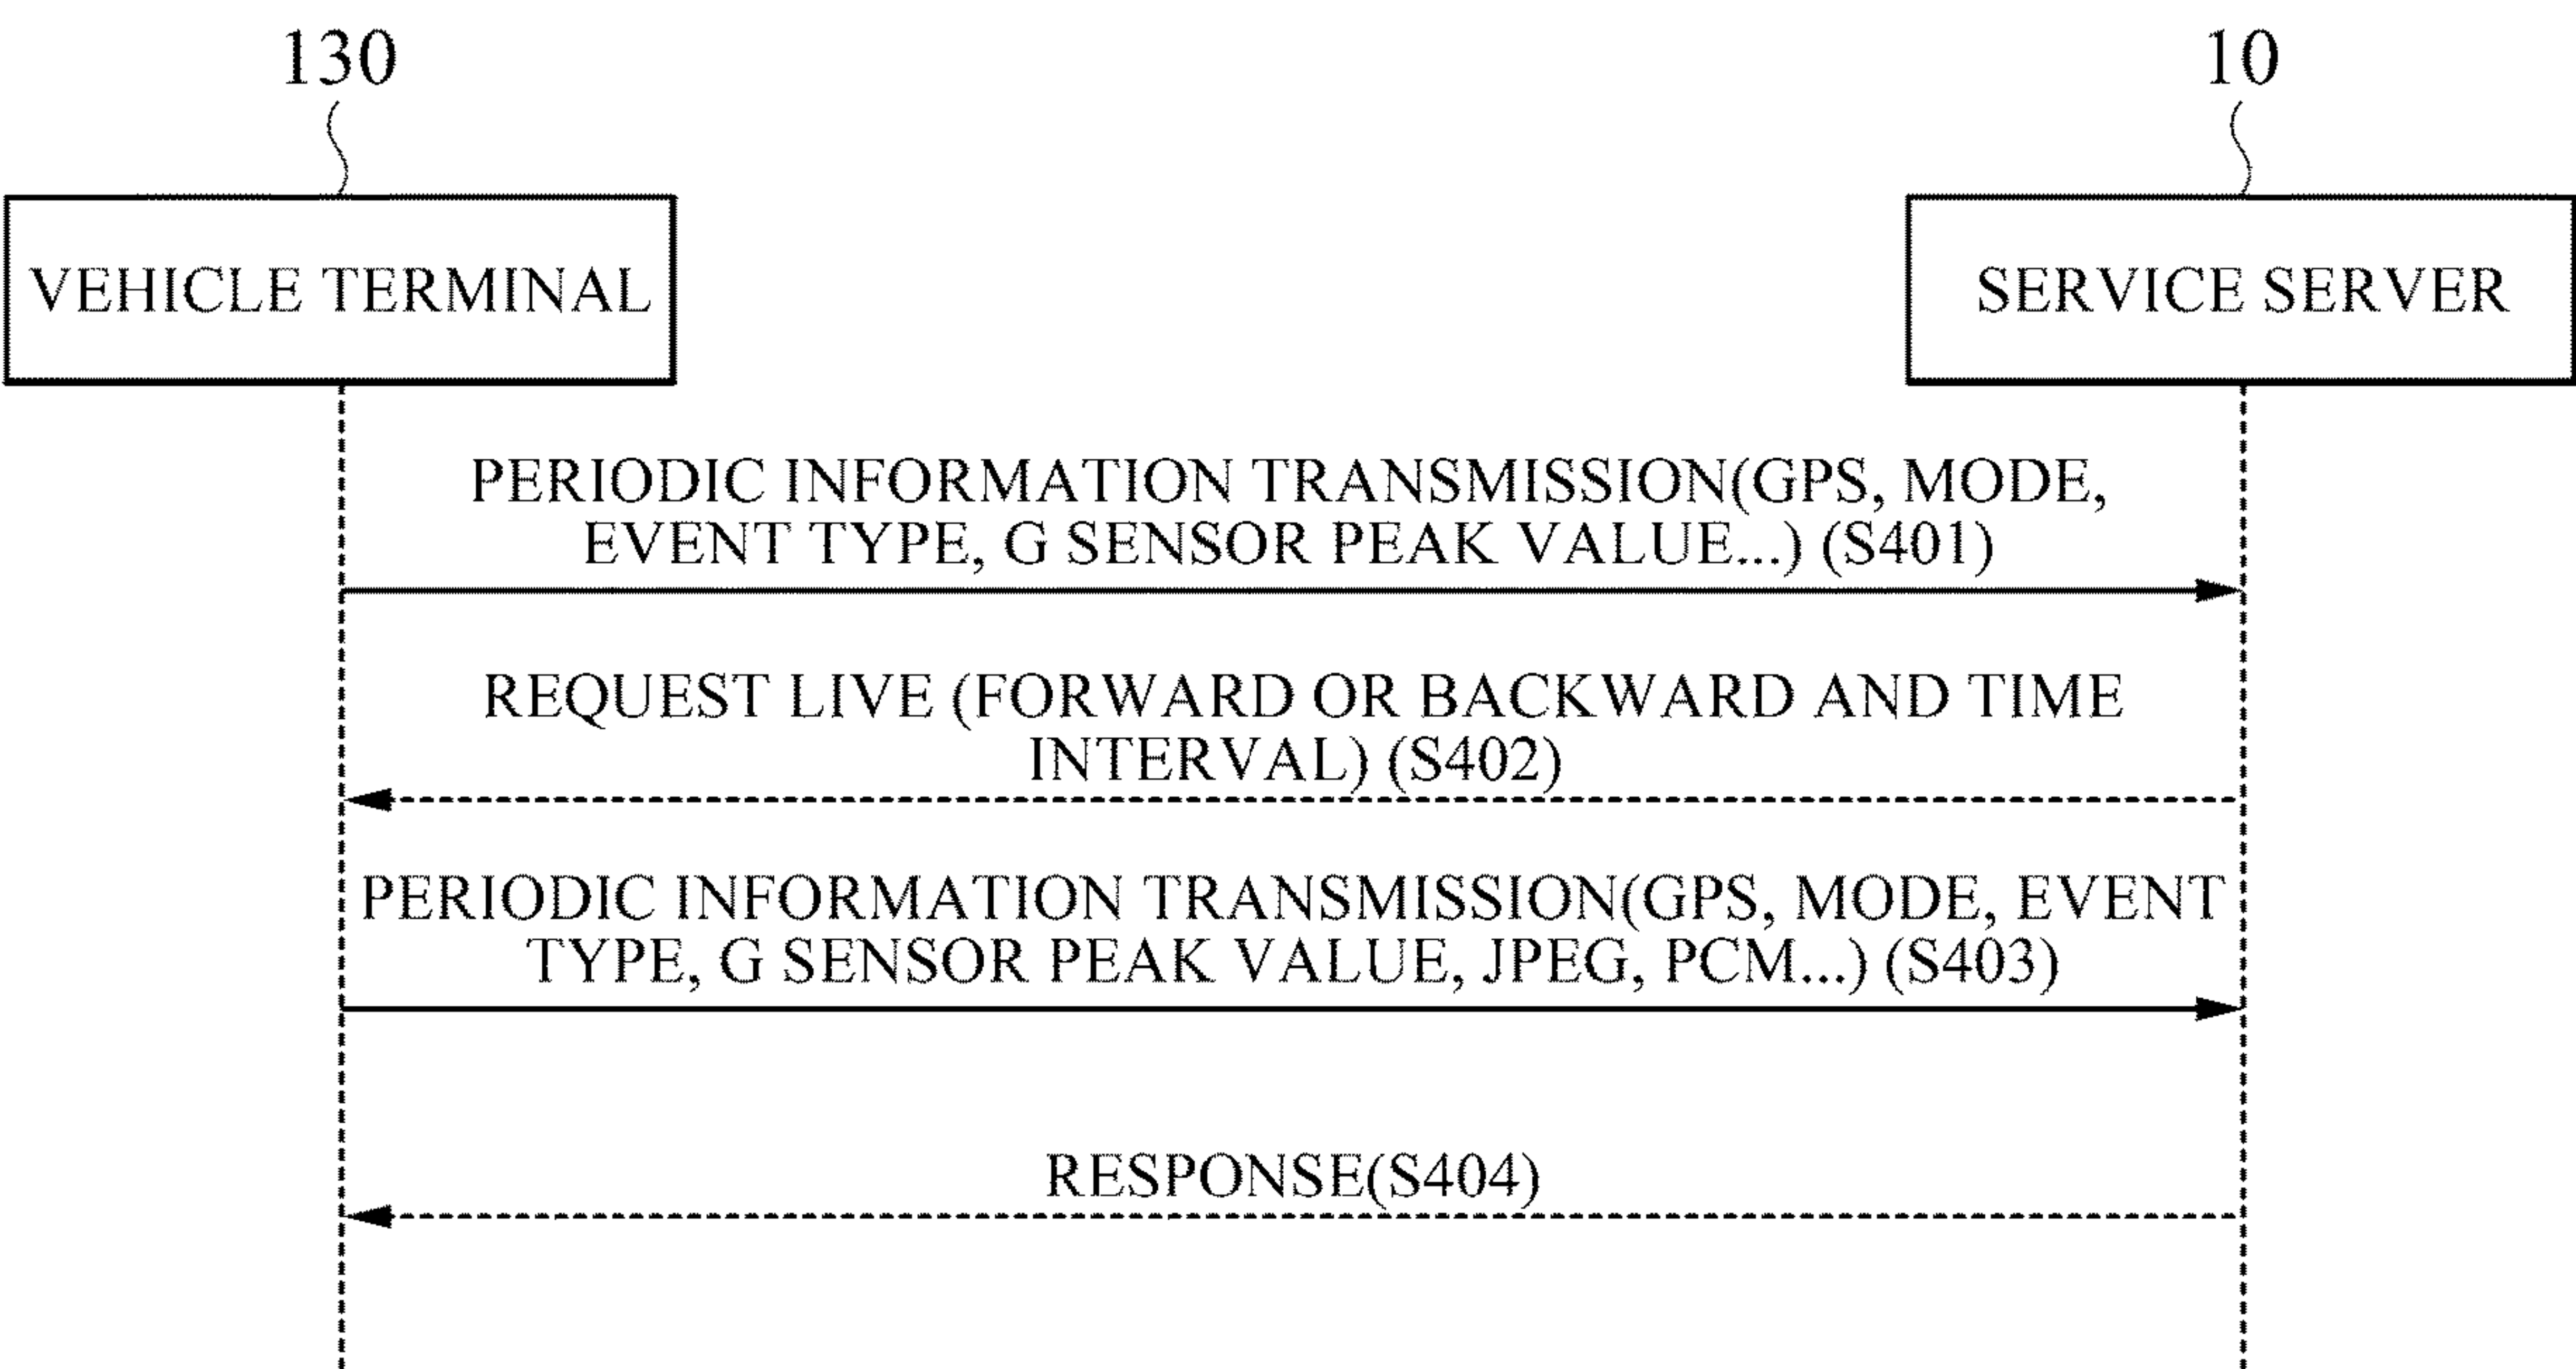 130
10
VEHICLE TERMINAL
SERVICE SERVER
PERIODIC INFORMATION TRANSMISSION(GPS, MODE,
EVENT TYPE, G SENSOR PEAK VALUE...) (S401)
REQUEST LIVE (FORWARD OR BACKWARD AND TIME
INTERVAL) (S402)
PERIODIC INFORMATION TRANSMISSION(GPS, MODE, EVENT
TYPE, G SENSOR PEAK VALUE, JPEG, PCM...) (S403)
RESPONSE(S404)